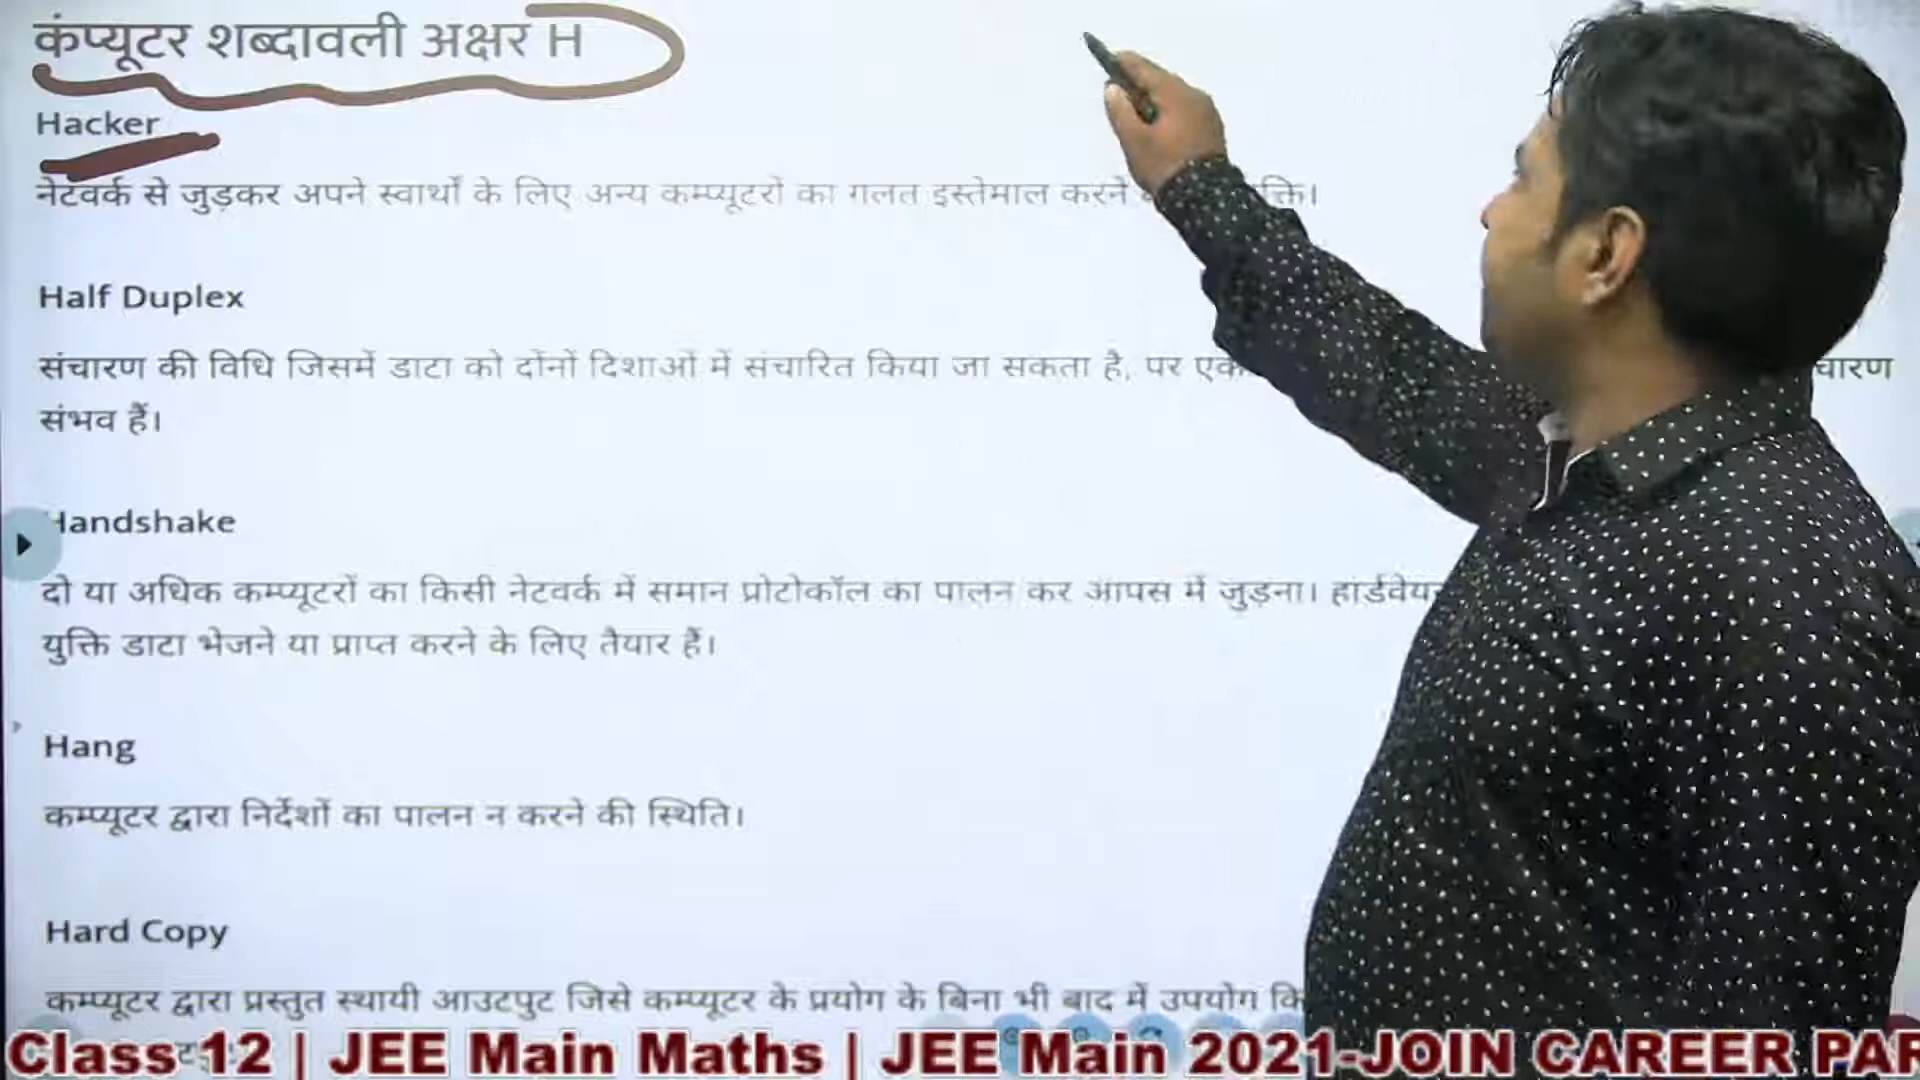 कंप्यूटर शब्दावली अक्षर H
Hacker
नेटवर्क से जुड़कर अपने स्वार्थों के लिए अन्य कम्प्यूटरों का गलत इस्तेमाल करने
Half Duplex
संचारण की विधि जिसमें डाटा को दोंनों दिशाओं में संचारित किया जा सकता है, पर एक
संभव हैं।
Handshake
दो या अधिक कम्प्यूटरों का किसी नेटवर्क में समान प्रोटोकॉल का पालन कर आपस में जुड़ना। हार्डवेयर
युक्ति डाटा भेजने या प्राप्त करने के लिए तैयार हैं।
Hang
कम्प्यूटर द्वारा निर्देशों का पालन न करने की स्थिति।
Hard Copy
कम्प्यूटर द्वारा प्रस्तुत स्थायी आउटपुट जिसे कम्प्यूटर के प्रयोग के बिना भी बाद में उपयोग
Class 12 | JEE Main Maths | JEE Main 2021-JOIN CAREER PAR